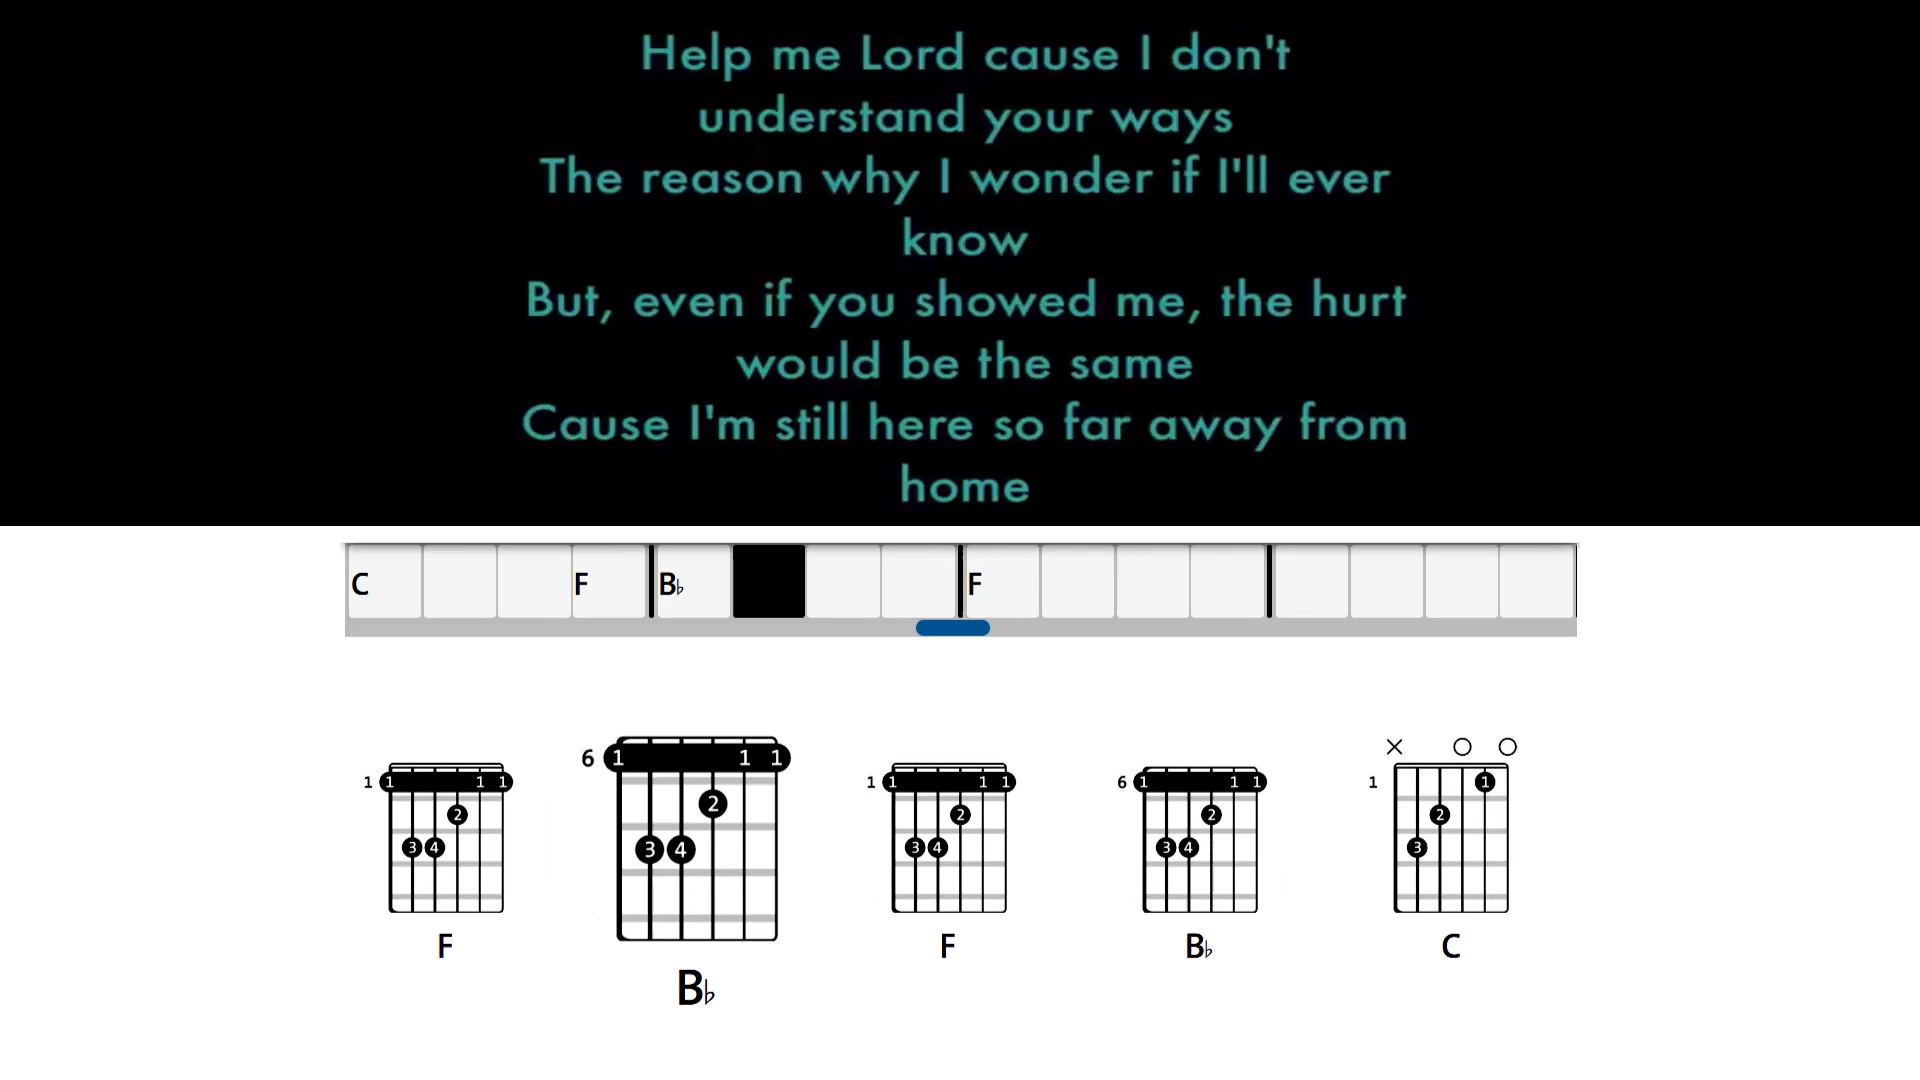 Help me Lord cause I don't
understand your ways
The reason why I wonder if I'll ever
know
But, even if you showed me, the hurt
would be the same
Cause I'm still here so far away from
home
C F B♭ F
1 1 1 1 2 3 4 F
6 1 1 1 2 3 4 B♭
1 1 1 1 2 3 4 F
6 1 1 1 2 3 4 B♭
1 1 2 3 C